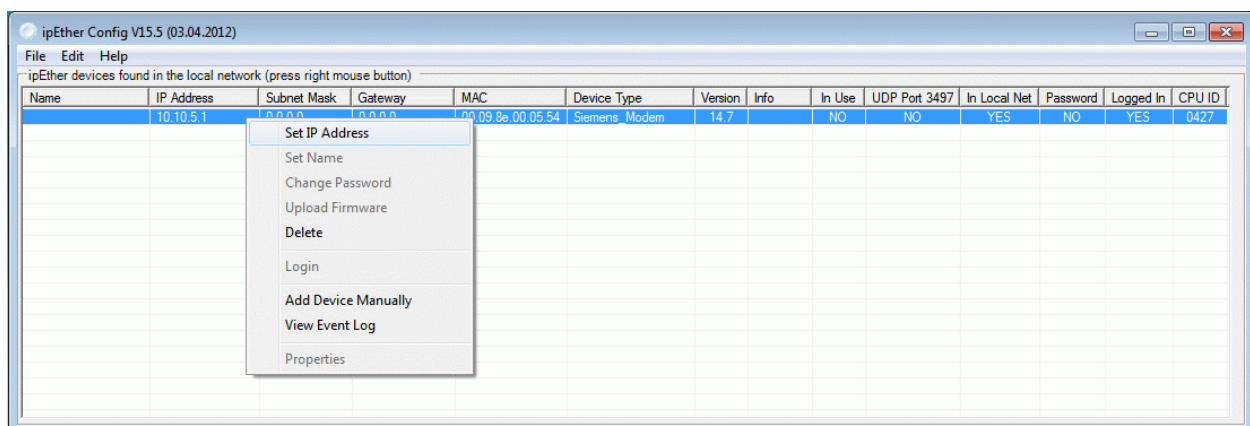 ipEther Config V15.5 (03.04.2012)
File Edit Help
ipEther devices found in the local network (press right mouse button)
Name IP Address Subnet Mask Gateway MAC Device Type Version Info In Use UDP Port 3497 In Local Net Password Logged In CPU ID
10.10.5.1 0.0.0.0 0.0.0.0 00.09.8e.00.05.54 Siemens_Modem 14.7 NO NO YES NO YES 0427
Set IP Address
Set Name
Change Password
Upload Firmware
Delete
Login
Add Device Manually
View Event Log
Properties